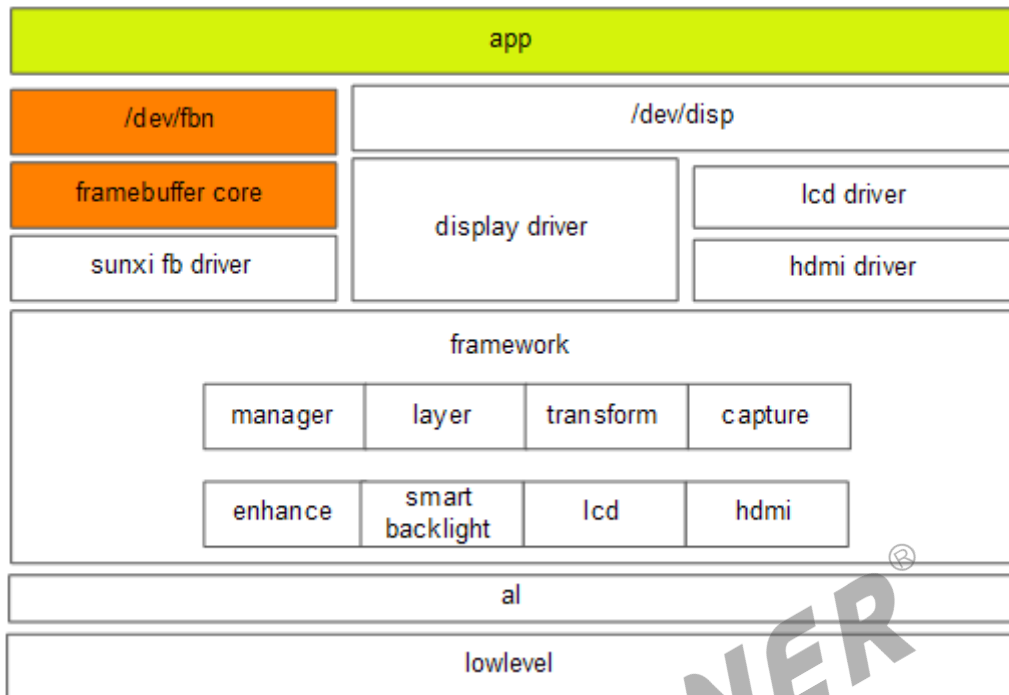 app
/dev/fbn
/dev/disp
framebuffer core
display driver
lcd driver
sunxi fb driver
hdmi driver
framework
manager
layer
transform
capture
enhance
smart
backlight
lcd
hdmi
al
lowlevel
NER®